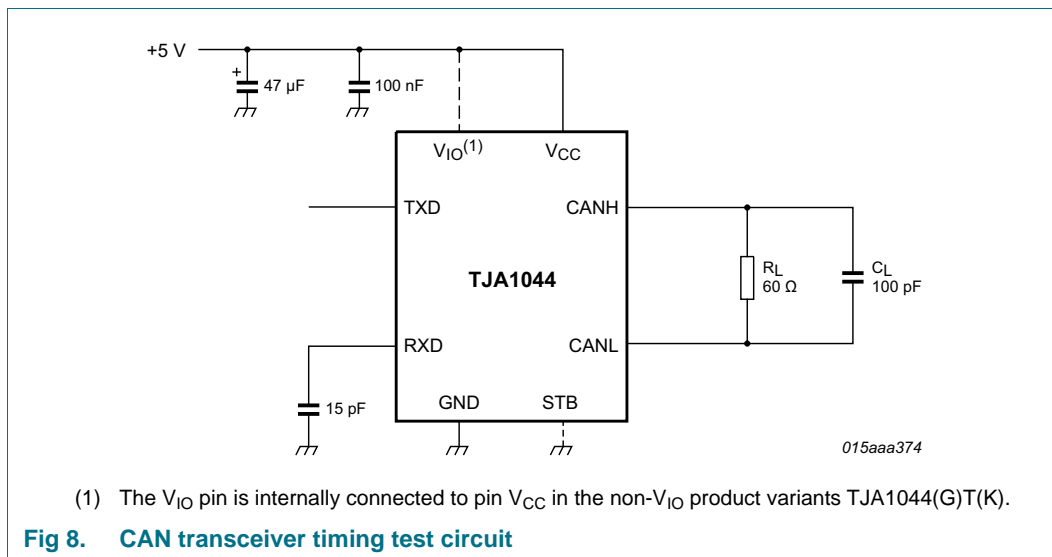 +5 V
+
47 µF
100 nF
VIO(1)
VCC
TXD
CANH
TJA1044
RL
60 Ω
CL
100 pF
RXD
CANL
15 pF
GND
STB
015aaa374
(1) The VIO pin is internally connected to pin VCC in the non-VIO product variants TJA1044(G)T(K).
Fig 8. CAN transceiver timing test circuit